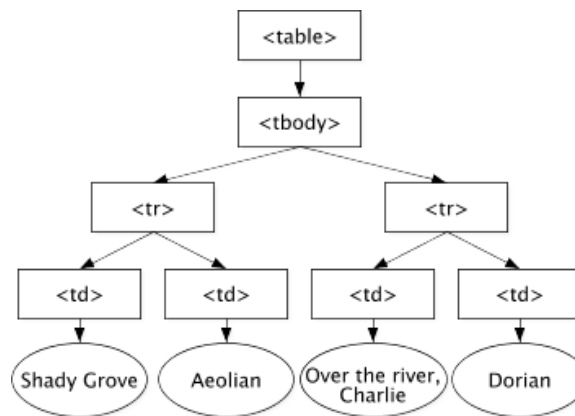 <table>
<tbody>
<tr> <tr>
<td> <td> <td> <td>
Shady Grove Aeolian Over the river, Charlie Dorian